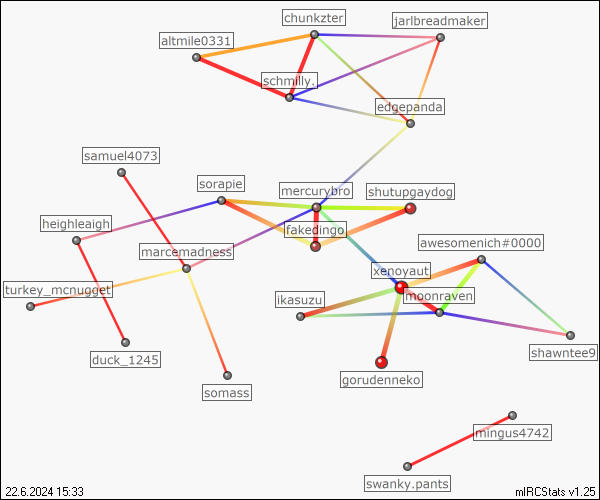 chunkzter
jarlbreadmaker
altmile0331
schmilly.
edgepanda
samuel4073
sorapie
mercurybro
shutupgaydog
heighleaigh
fakedingo.
awesomenich#0000
marcemadness
xenoyaut
turkey_mcnugget
ikasuzu
moonraven
duck_1245
shawntee9
gorudenneko
somass
mingus4742
swanky.pants
22.6.2024 15:33
mIRCStats v1.25